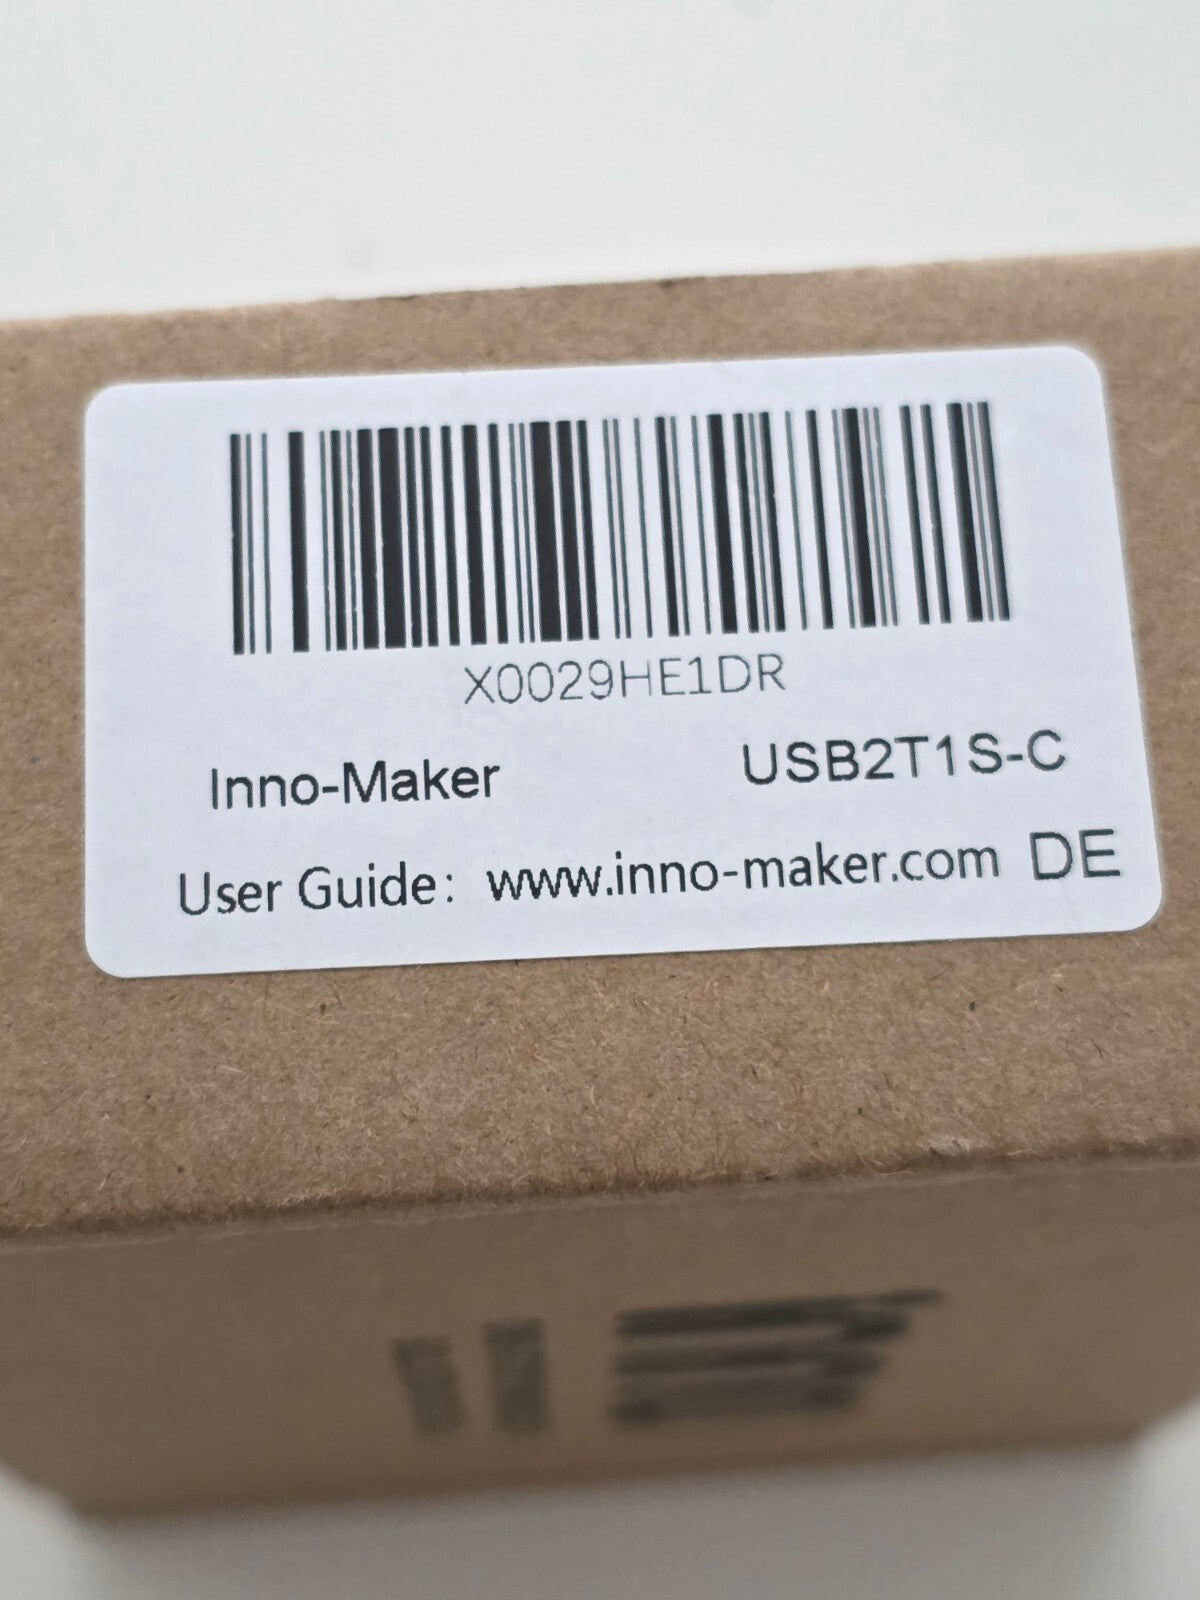 X0029HE1DR
Inno-Maker USB2T1S-C
User Guide: www.inno-maker.com DE